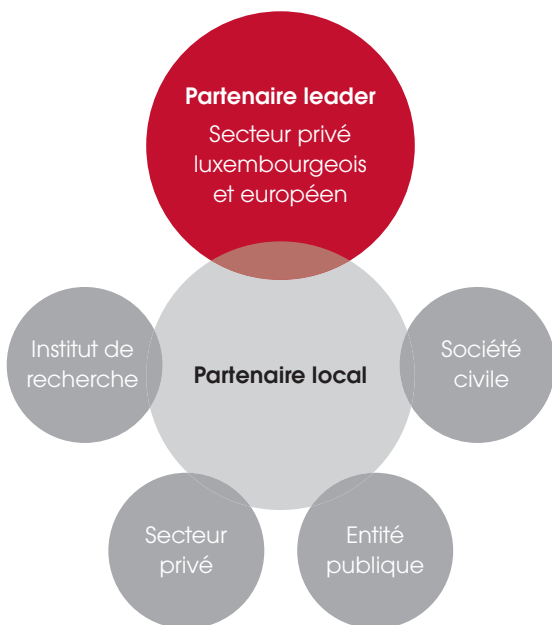 Partenaire leader
Secteur privé
luxembourgeois
et européen
Institut de
recherche
Partenaire local
Société
civile
Secteur
privé
Entité
publique